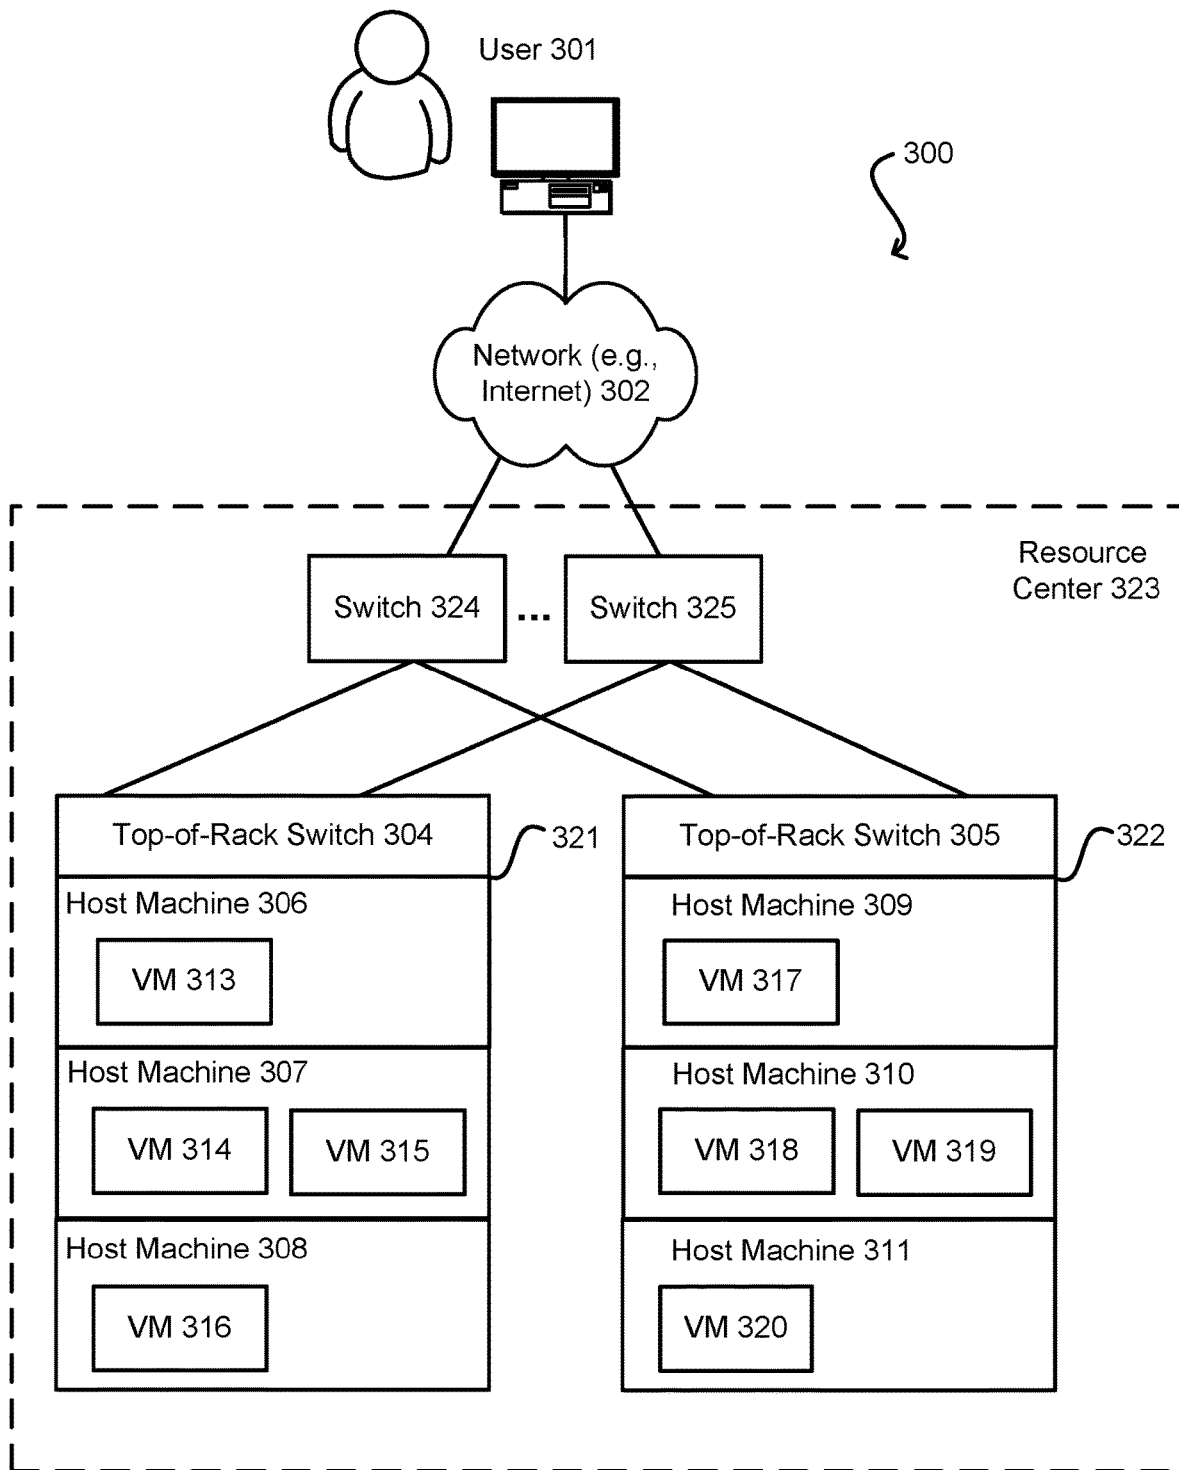 User 301
300
Network (e.g.,
Internet) 302
Resource
Center 323
Switch 324
...
Switch 325
Top-of-Rack Switch 304
321
Top-of-Rack Switch 305
322
Host Machine 306
VM 313
Host Machine 309
VM 317
Host Machine 307
VM 314
VM 315
Host Machine 310
VM 318
VM 319
Host Machine 308
VM 316
Host Machine 311
VM 320